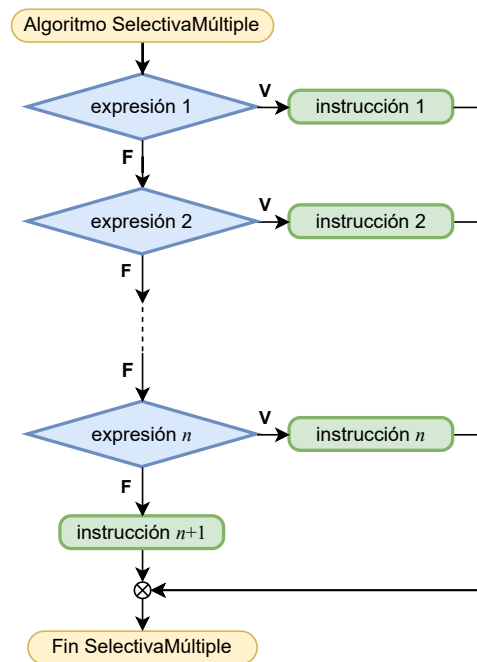 Algoritmo SelectivaMúltiple
expresión 1
V
instrucción 1
F
expresión 2
V
instrucción 2
F
F
expresión n
V
instrucción n
F
instrucción n+1
Fin SelectivaMúltiple